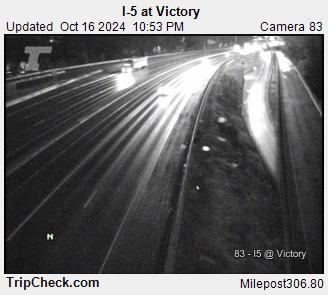 I-5 at Victory
Updated  Oct 16 2024  10:53 PM
Camera 83
T
N
83 - I5 @ Victory
TripCheck.com
Milepost306.80